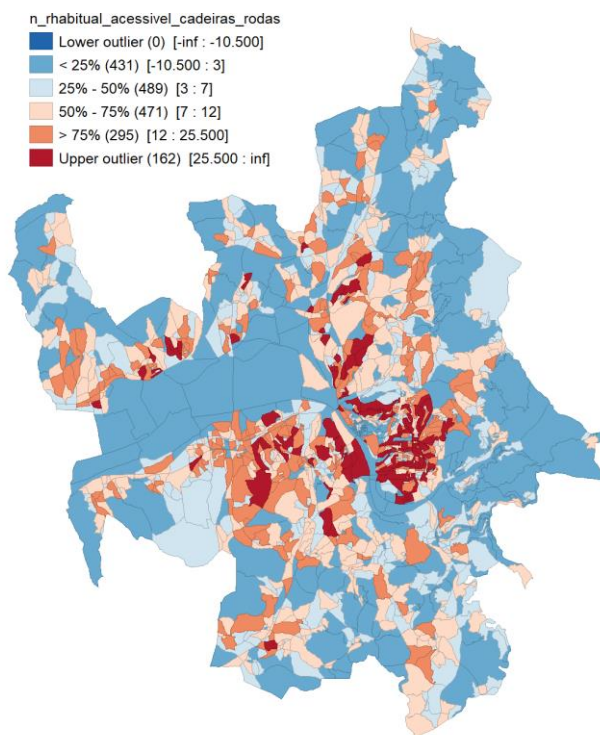 n_rhabitual_acessivel_cadeiras_rodas
Lower outlier (0) [-inf : -10.500]
< 25% (431) [-10.500 : 3]
25% - 50% (489) [3 : 7]
50% - 75% (471) [7 : 12]
> 75% (295) [12 : 25.500]
Upper outlier (162) [25.500 : inf]